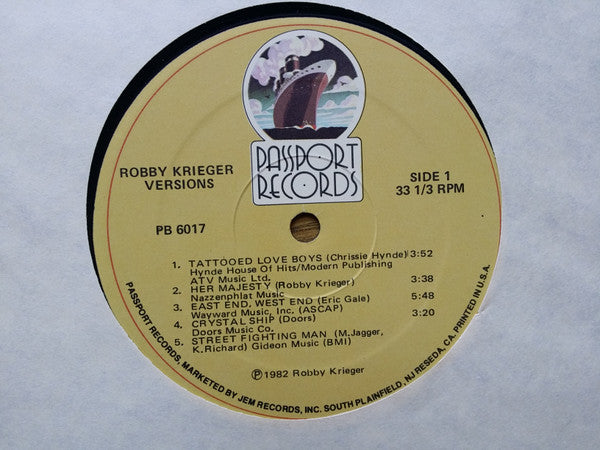 PASSPORT
RECORDS
ROBBY KRIEGER
VERSIONS
SIDE 1
33 1/3 RPM
PB 6017
1. TATTOOED LOVE BOYS (Chrissie Hynde) 3:52
Hynde House Of Hits/Modern Publishing
ATV Music Ltd.
2. HER MAJESTY (Robby Krieger) 3:38
Nazzenphlat Music
3. EAST END, WEST END (Eric Gale) 5:48
Wayward Music, Inc. (ASCAP)
4. CRYSTAL SHIP (Doors) 3:20
Doors Music Co.
5. STREET FIGHTING MAN (M.Jagger,
K.Richard) Gideon Music (BMI)
Ⓟ 1982 Robby Krieger
PASSPORT RECORDS, MARKETED BY JEM RECORDS, INC. SOUTH PLAINFIELD, NJ RESEDA, CA. PRINTED IN U.S.A.